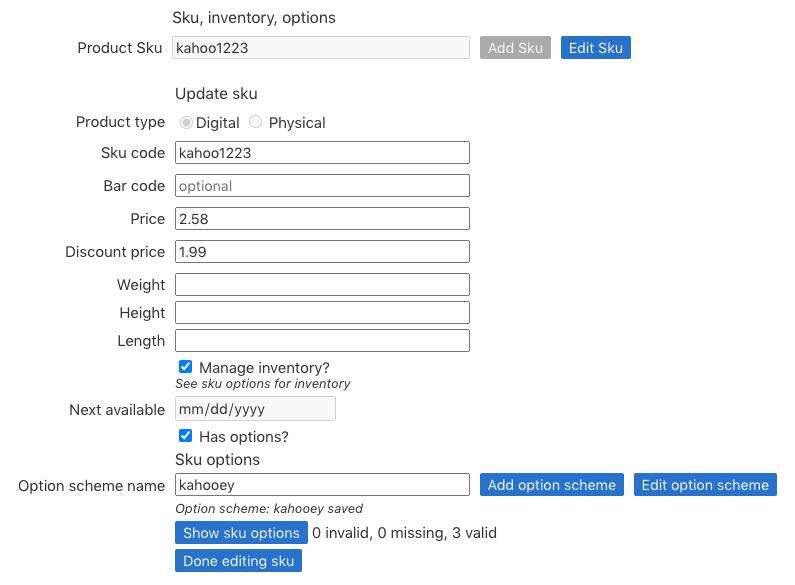 Sku, inventory, options
Product Sku kahoo1223 Add Sku Edit Sku
Update sku
Product type Digital Physical
Sku code kahoo1223
Bar code optional
Price 2.58
Discount price 1.99
Weight
Height
Length
Manage inventory?
See sku options for inventory
Next available mm/dd/yyyy
Has options?
Sku options
Option scheme name kahooey Add option scheme Edit option scheme
Option scheme: kahooey saved
Show sku options 0 invalid, 0 missing, 3 valid
Done editing sku